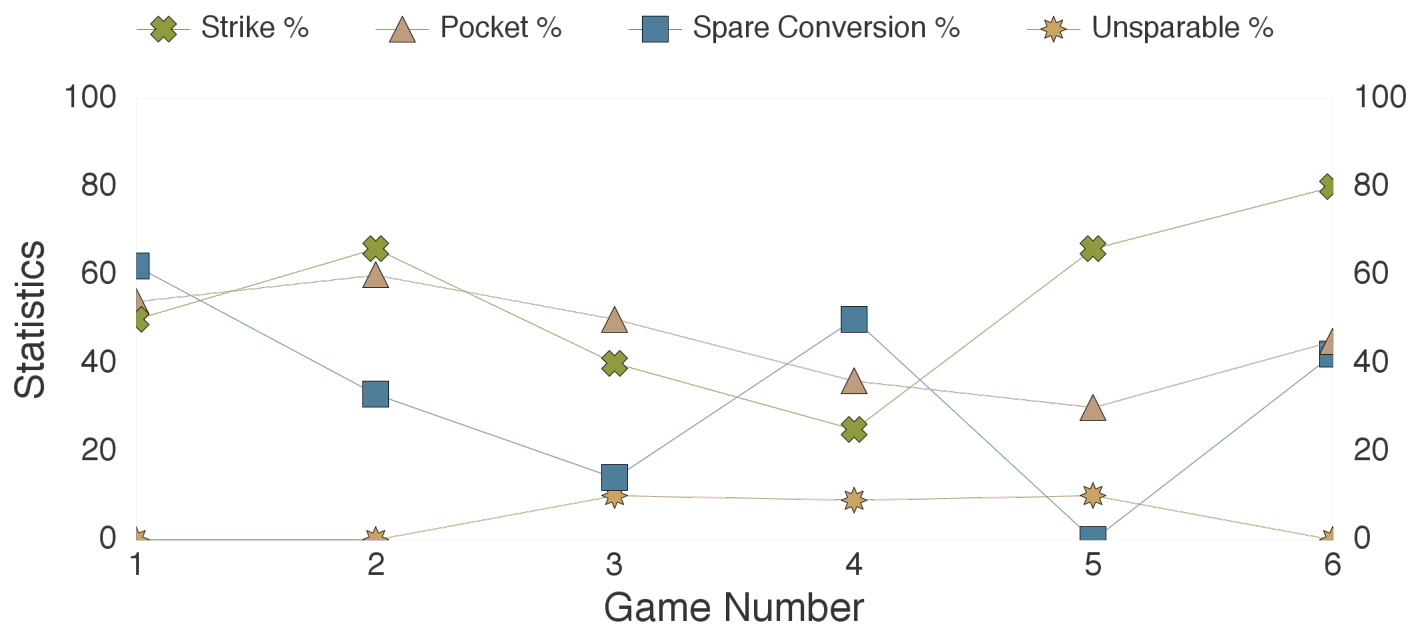 Strike % Pocket % Spare Conversion % Unsparable %
100 100
80 80
60 60
Statistics
40 40
20 20
0 0
1 2 3 4 5 6
Game Number